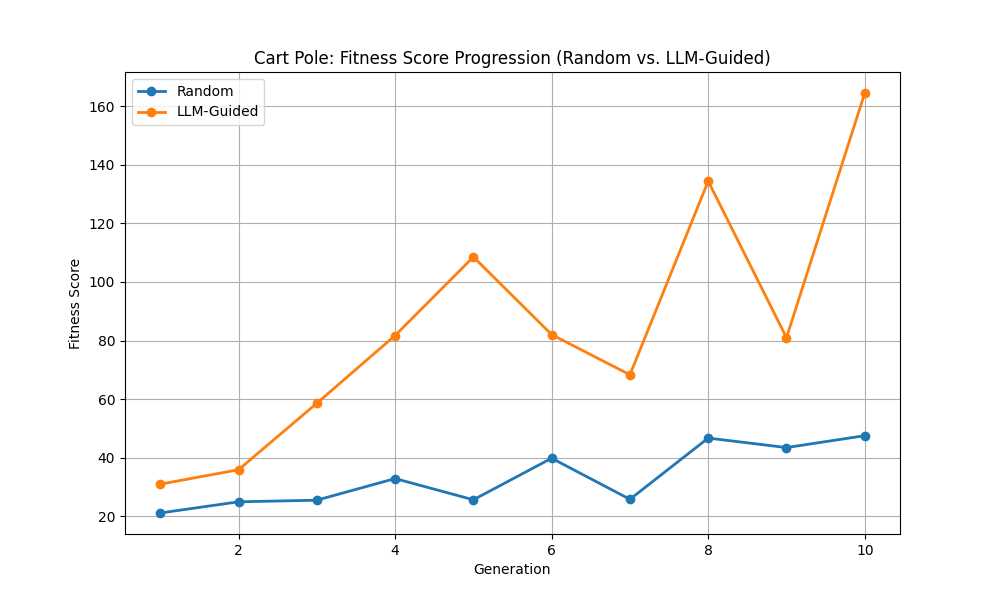 Cart Pole: Fitness Score Progression (Random vs. LLM-Guided)
Random
LLM-Guided
160
140
120
100
80
60
40
20
Fitness Score
2 4 6 8 10
Generation